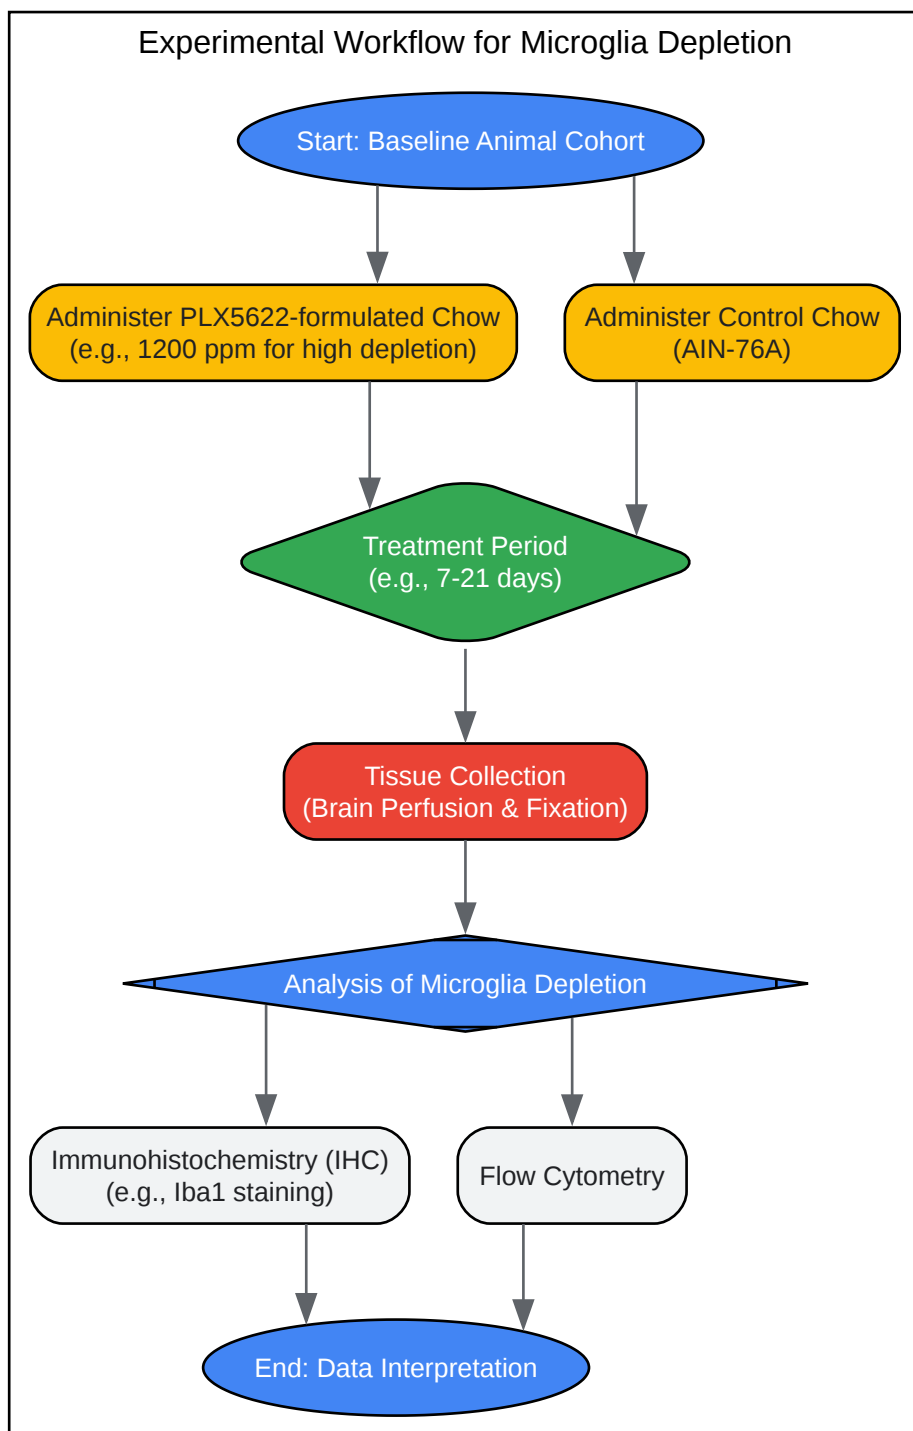 Experimental Workflow for Microglia Depletion
Start: Baseline Animal Cohort
Administer PLX5622-formulated Chow
(e.g., 1200 ppm for high depletion)
Administer Control Chow
(AIN-76A)
Treatment Period
(e.g., 7-21 days)
Tissue Collection
(Brain Perfusion & Fixation)
Analysis of Microglia Depletion
Immunohistochemistry (IHC)
(e.g., Iba1 staining)
Flow Cytometry
End: Data Interpretation